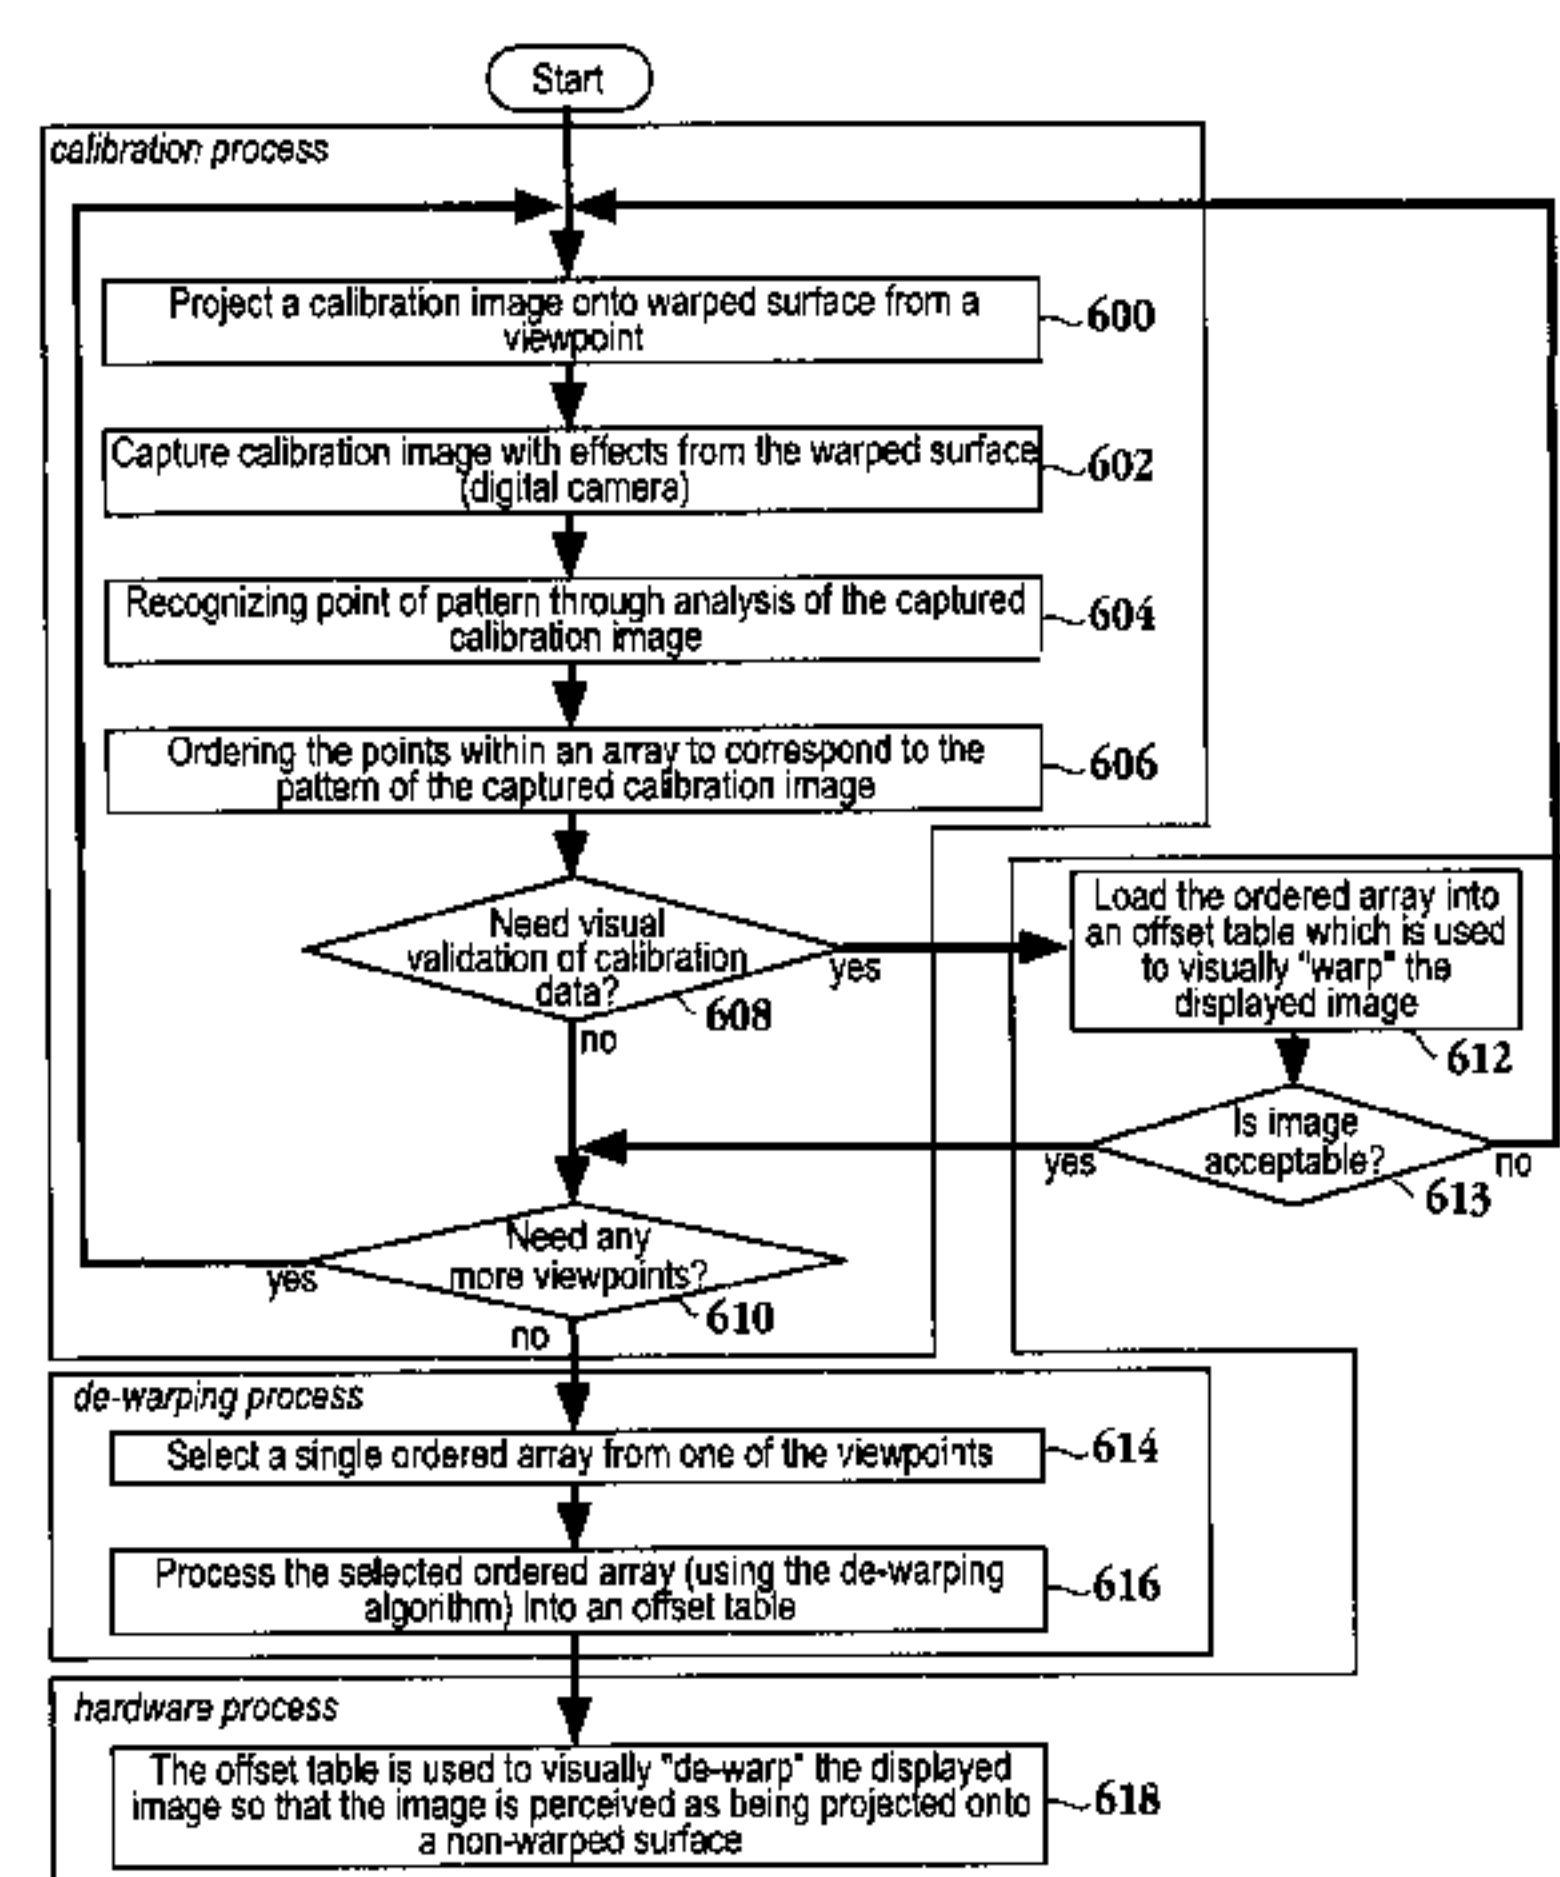 Start
calibration process
Project a calibration image onto warped surface from a
viewpoint
600
Capture calibration image with effects from the warped surface
(digital camera)
602
Recognizing point of pattern through analysis of the captured
calibration image
604
Ordering the points within an array to correspond to the
pattern of the captured calibration image
606
Need visual
validation of calibration
data?
608
yes
no
Load the ordered array into
an offset table which is used
to visually "warp" the
displayed image
612
Is image
acceptable?
613
yes
no
Need any
more viewpoints?
610
yes
no
de-warping process
Select a single ordered array from one of the viewpoints
614
Process the selected ordered array (using the de-warping
algorithm) Into an offset table
616
hardware process
The offset table is used to visually "de-warp" the displayed
image so that the image is perceived as being projected onto
a non-warped surface
618